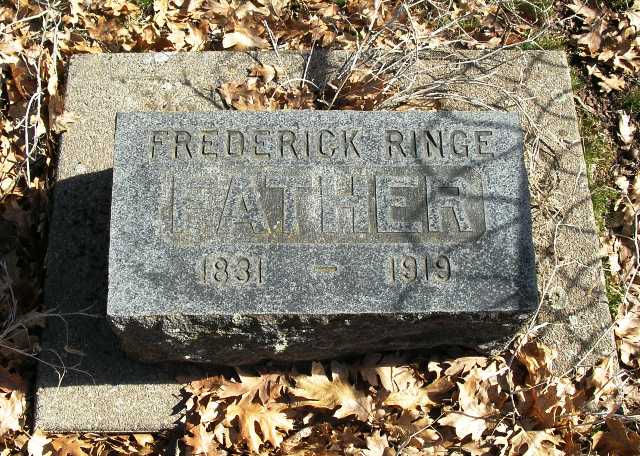 FREDERICK RINGE
FATHER
1831 - 1919